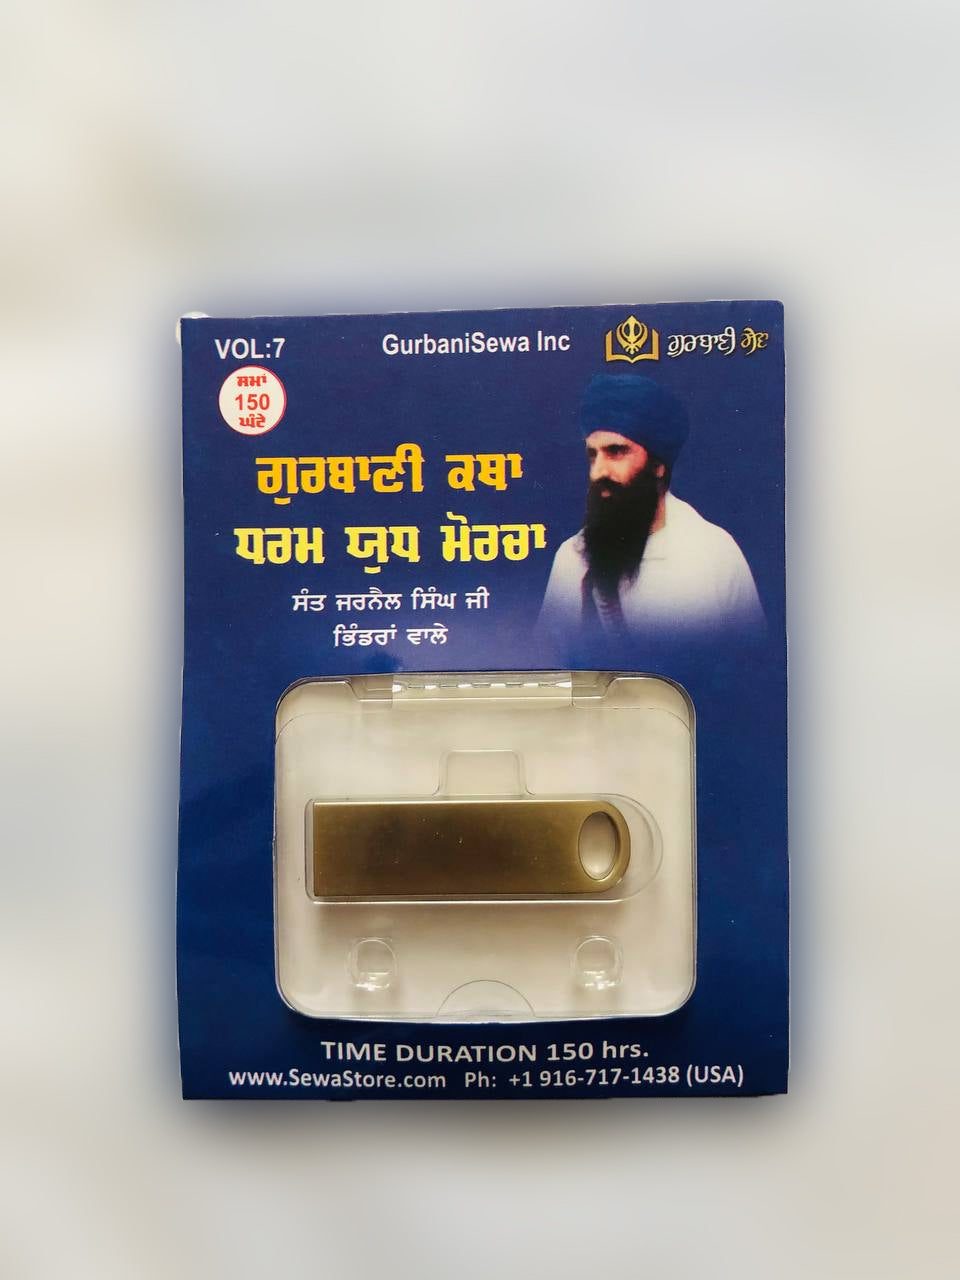 VOL:7
GurbaniSewa Inc
ਗੁਰਬਾਣੀ ਸੇਵਾ
ਸਮਾਂ
150
ਘੰਟੇ
ਗੁਰਬਾਣੀ ਕਥਾ
ਧਰਮ ਯੁਧ ਮੋਰਚਾ
ਸੰਤ ਜਰਨੈਲ ਸਿੰਘ ਜੀ
ਭਿੰਡਰਾਂ ਵਾਲੇ
TIME DURATION 150 hrs.
www.SewaStore.com Ph: +1 916-717-1438 (USA)